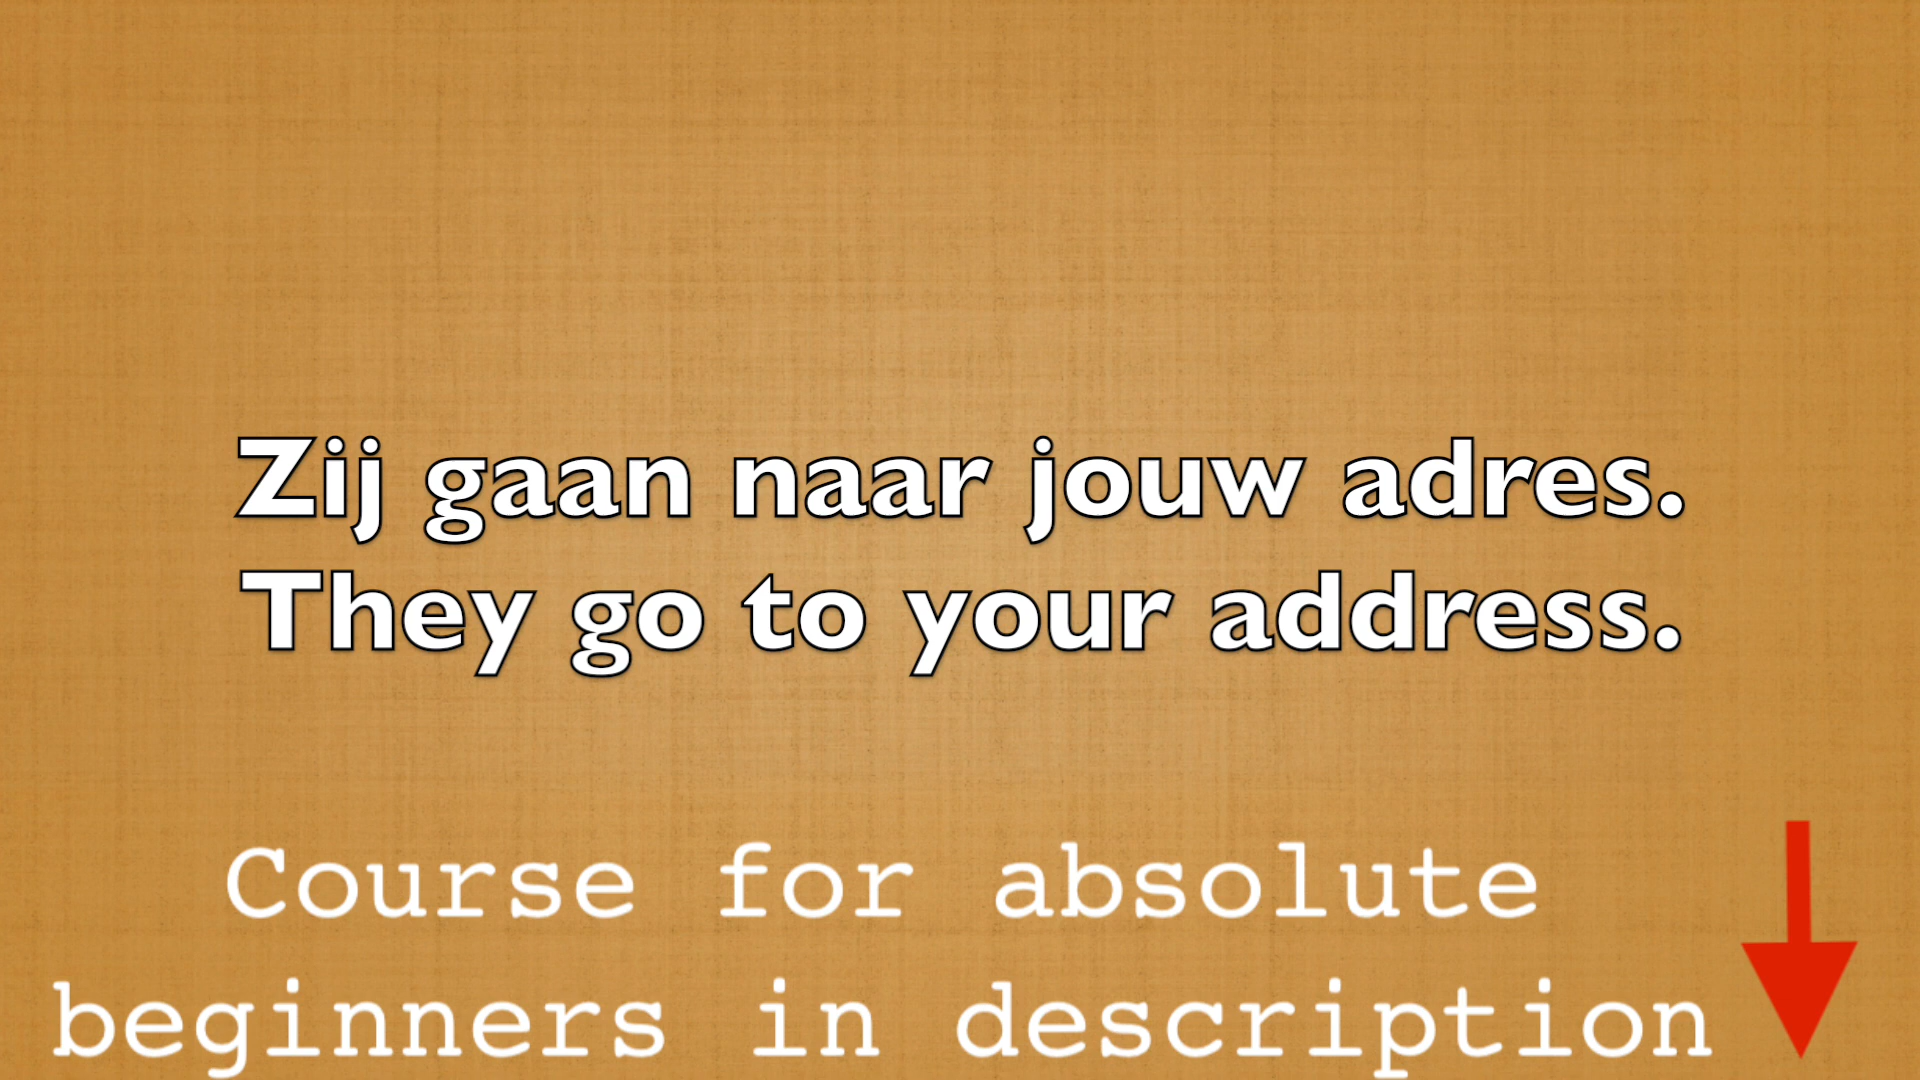 Zij gaan naar jouw adres.
They go to your address.
Course for absolute
beginners in description